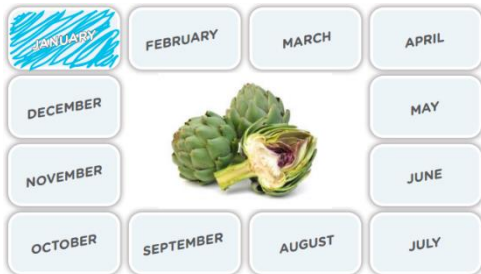 JANUARY
FEBRUARY
MARCH
APRIL
DECEMBER
MAY
NOVEMBER
JUNE
OCTOBER
SEPTEMBER
AUGUST
JULY